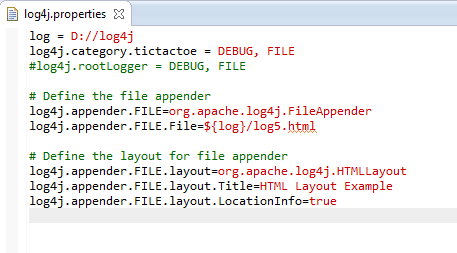 log4j.properties
log = D://log4j
log4j.category.tictactoe = DEBUG, FILE
#log4j.rootLogger = DEBUG, FILE
# Define the file appender
log4j.appender.FILE=org.apache.log4j.FileAppender
log4j.appender.FILE.File=${log}/log5.html
# Define the layout for file appender
log4j.appender.FILE.layout=org.apache.log4j.HTMLLayout
log4j.appender.FILE.layout.Title=HTML Layout Example
log4j.appender.FILE.layout.LocationInfo=true